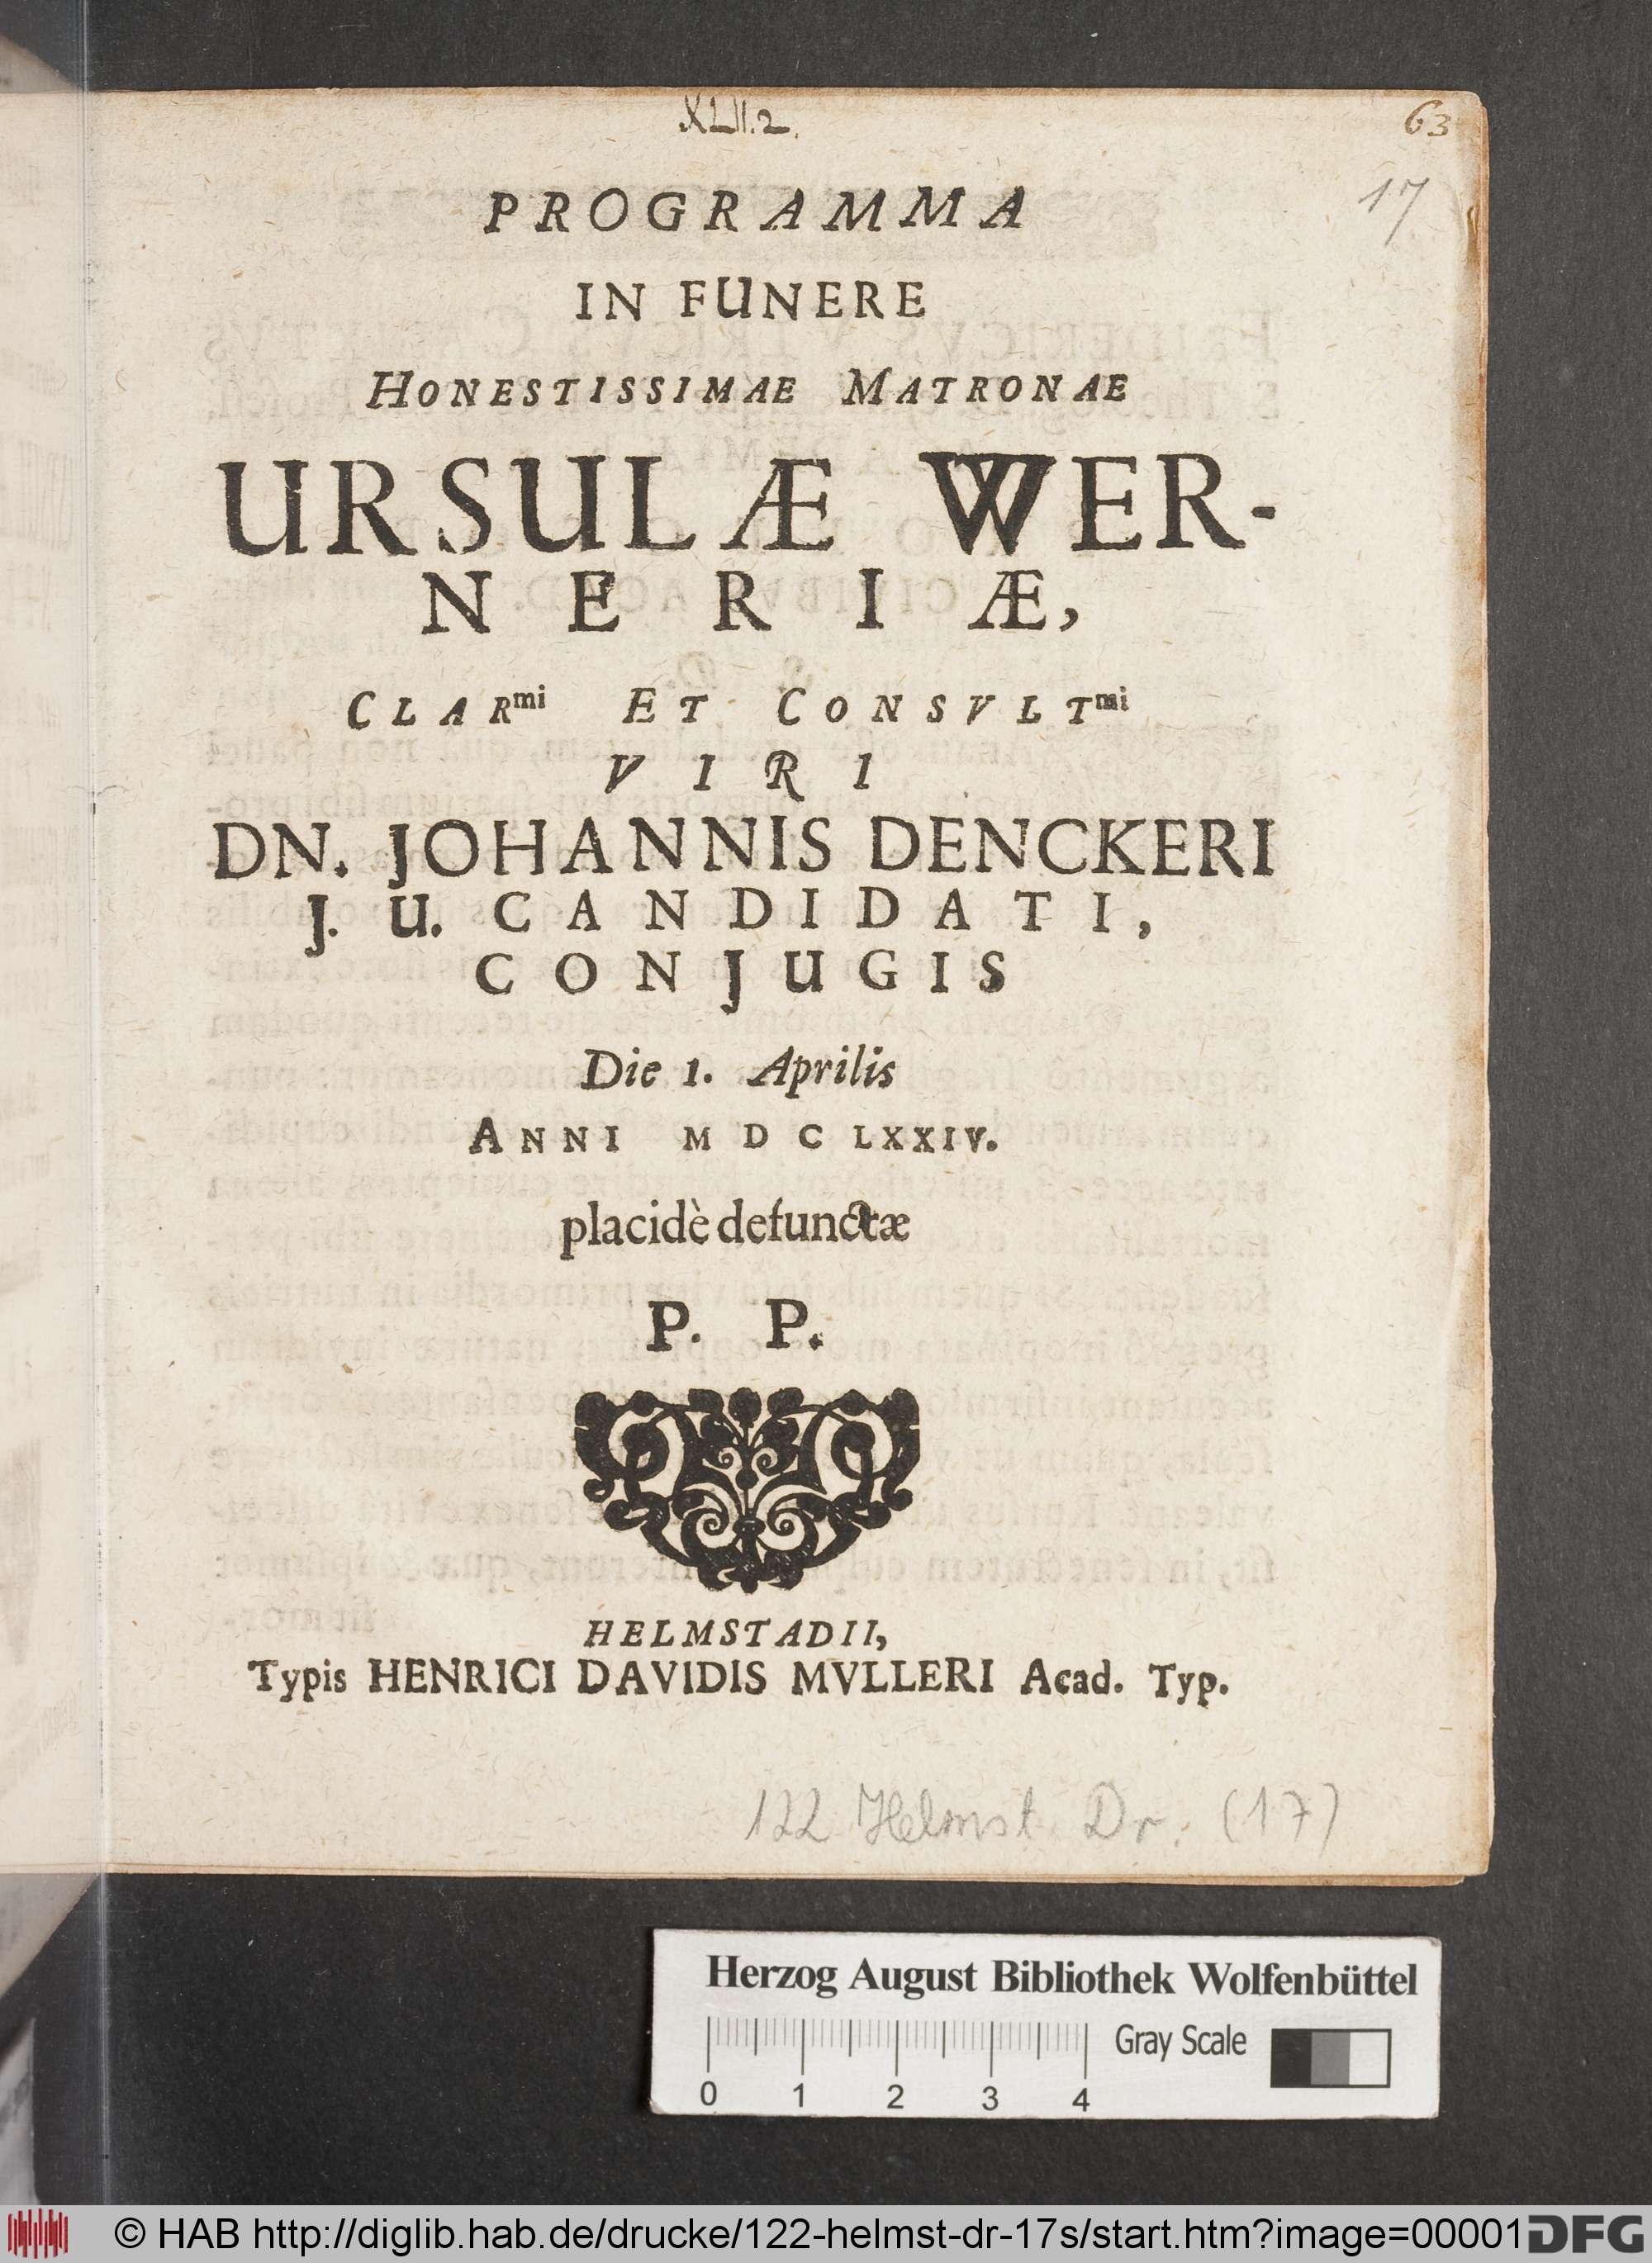 XLII.2.
63
17
PROGRAMMA
IN FUNERE
HONESTISSIMAE MATRONAE
URSULÆ WER-
NERIÆ,
CLARmi ET CONSVLTmi
VIRI
DN. JOHANNIS DENCKERI
J. U. CANDIDATI,
CONJUGIS
Die 1. Aprilis
ANNI MDCLXXIV.
placidè defunctæ
P. P.
HELMSTADII,
Typis HENRICI DAVIDIS MVLLERI Acad. Typ.
122 Helmst Dr. (17)
Herzog August Bibliothek Wolfenbüttel
Gray Scale
0 1 2 3 4
© HAB http://diglib.hab.de/drucke/122-helmst-dr-17s/start.htm?image=00001
DFG